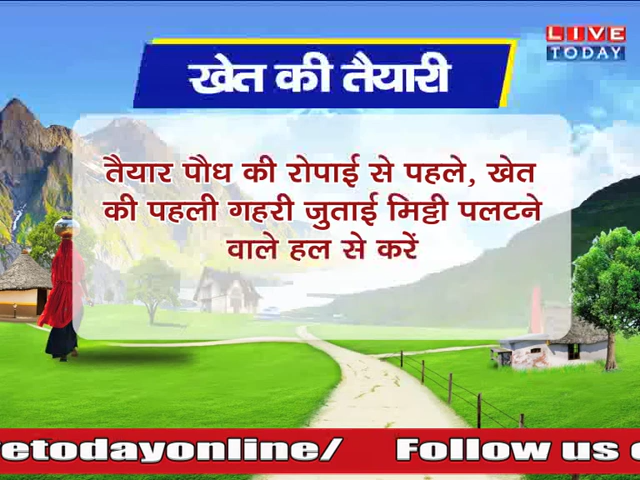 LIVE
TODAY
खेत की तैयारी
तैयार पौध की रोपाई से पहले, खेत
की पहली गहरी जुताई मिट्टी पलटने
वाले हल से करें
etodayonline/ Follow us o